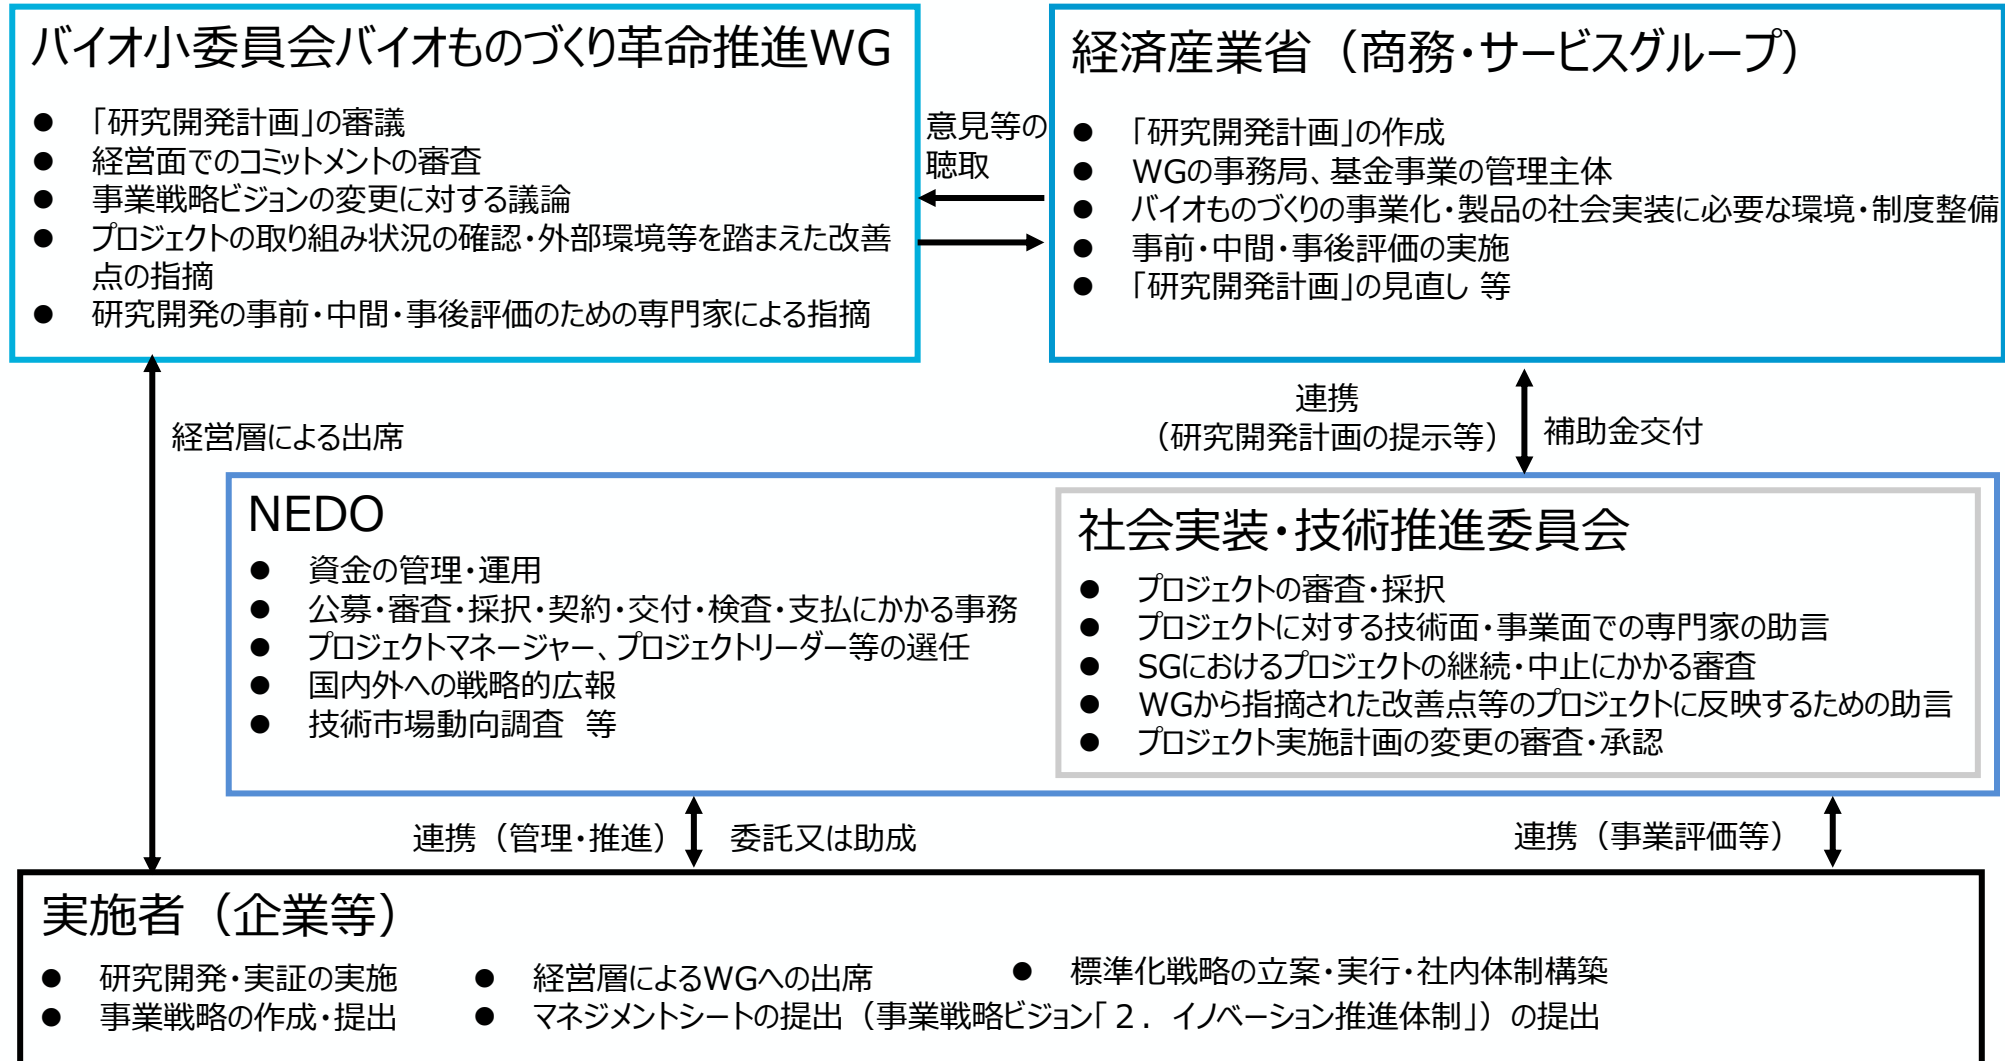 バイオ小委員会バイオものづくり革命推進WG
● 「研究開発計画」の審議
● 経営面でのコミットメントの審査
● 事業戦略ビジョンの変更に対する議論
● プロジェクトの取り組み状況の確認・外部環境等を踏まえた改善
点の指摘
● 研究開発の事前・中間・事後評価のための専門家による指摘
意見等の
聴取
経済産業省（商務・サービスグループ）
● 「研究開発計画」の作成
● WGの事務局、基金事業の管理主体
● バイオものづくりの事業化・製品の社会実装に必要な環境・制度整備
● 事前・中間・事後評価の実施
● 「研究開発計画」の見直し 等
経営層による出席
連携
（研究開発計画の提示等）
補助金交付
NEDO
● 資金の管理・運用
● 公募・審査・採択・契約・交付・検査・支払にかかる事務
● プロジェクトマネージャー、プロジェクトリーダー等の選任
● 国内外への戦略的広報
● 技術市場動向調査 等
社会実装・技術推進委員会
● プロジェクトの審査・採択
● プロジェクトに対する技術面・事業面での専門家の助言
● SGにおけるプロジェクトの継続・中止にかかる審査
● WGから指摘された改善点等のプロジェクトに反映するための助言
● プロジェクト実施計画の変更の審査・承認
連携（管理・推進）
委託又は助成
連携（事業評価等）
実施者（企業等）
● 研究開発・実証の実施
● 事業戦略の作成・提出
● 経営層によるWGへの出席
● マネジメントシートの提出（事業戦略ビジョン「２．イノベーション推進体制」）の提出
● 標準化戦略の立案・実行・社内体制構築